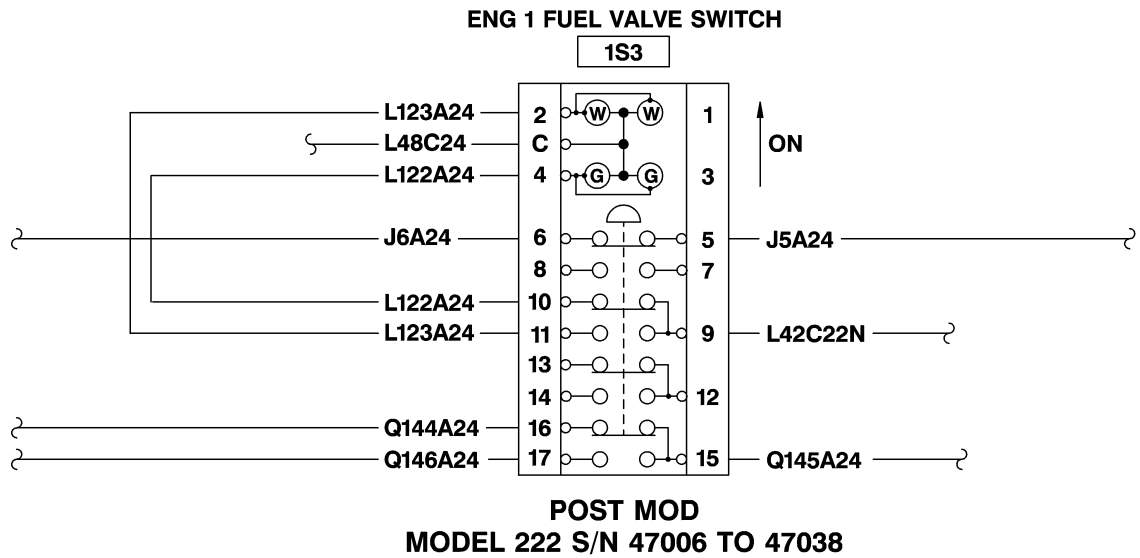 ENG 1 FUEL VALVE SWITCH
1S3
L123A24 2 W W 1
L48C24 C ON
L122A24 4 G G 3
J6A24 6 5 J5A24
8 7
L122A24 10
L123A24 11 9 L42C22N
13
14 12
Q144A24 16
Q146A24 17 15 Q145A24
POST MOD
MODEL 222 S/N 47006 TO 47038